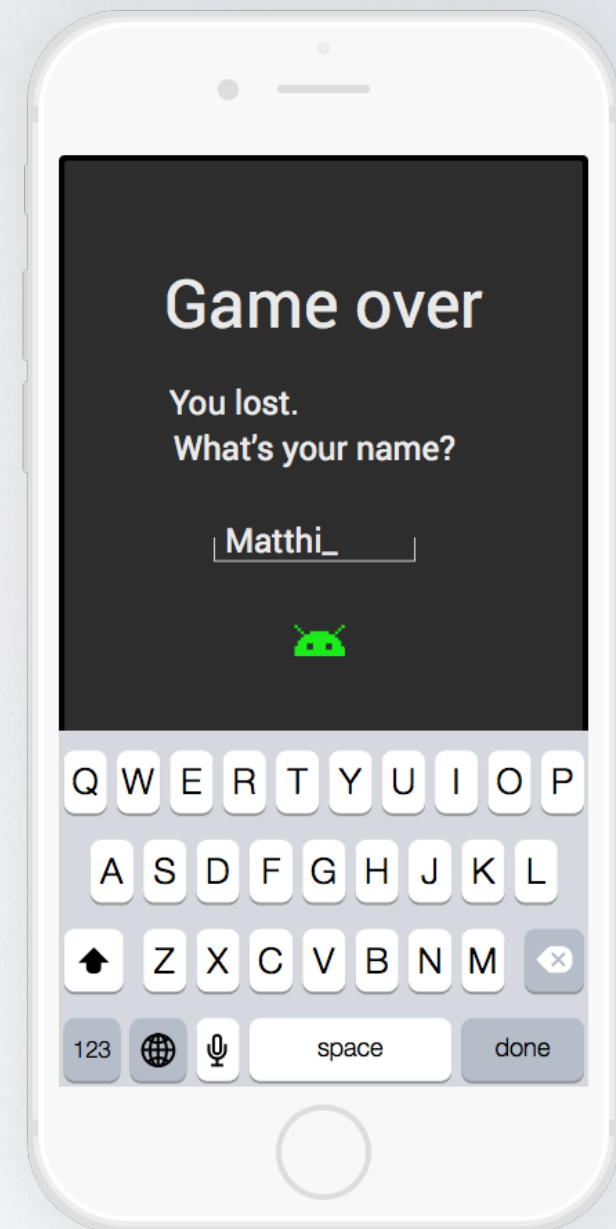 Game over
You lost.
What's your name?
Matthi_
Q W E R T Y U I O P
A S D F G H J K L
Z X C V B N M
123 space done